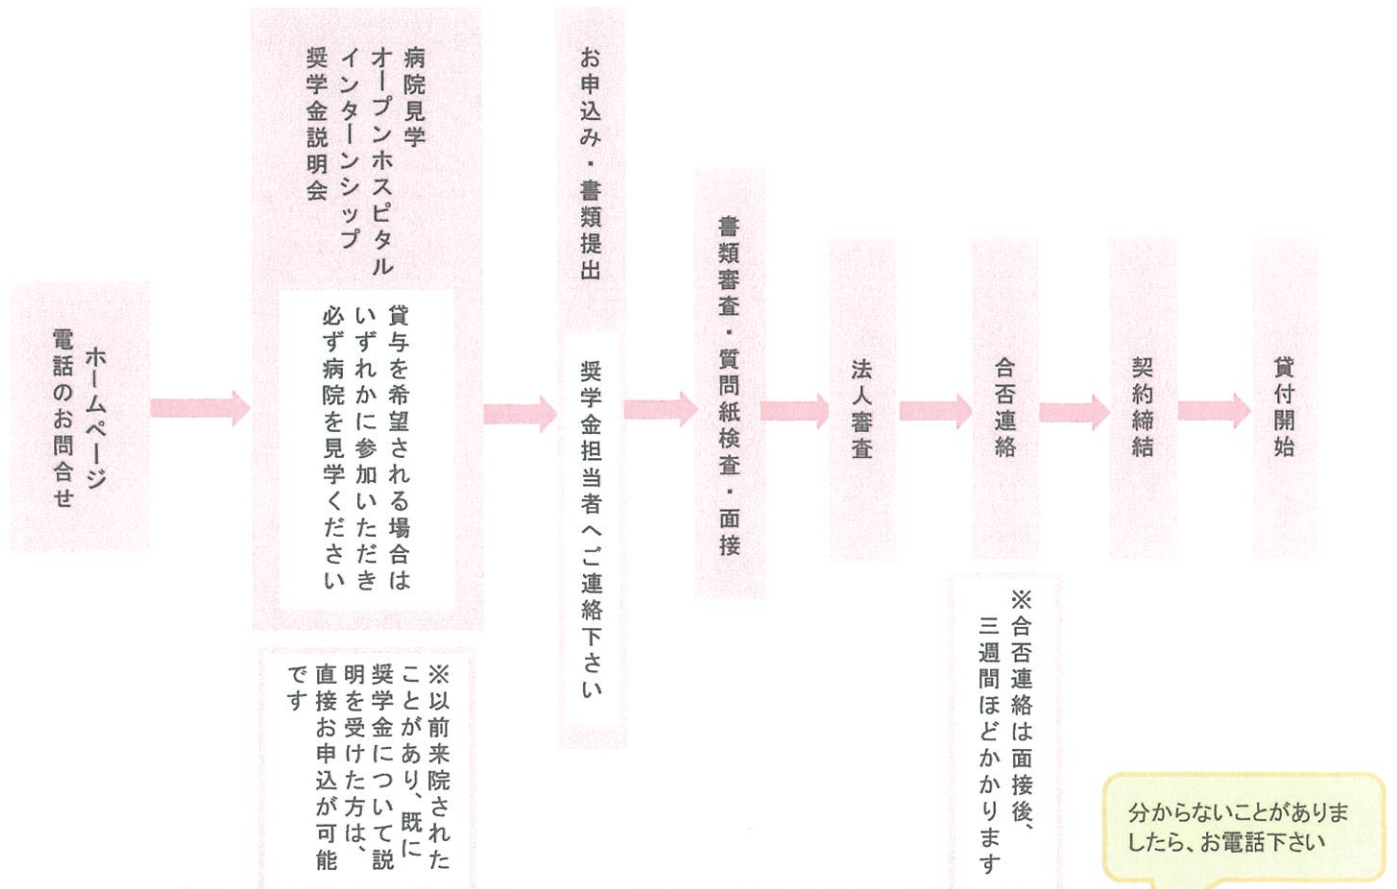 ホームページ
電話のお問合せ
病院見学
オープンホスピタル
インターンシップ
奨学金説明会
貸与を希望される場合は
いずれかに参加いただき
必ず病院を見学ください
※以前来院された
ことがあり、既に
奨学金について説
明を受けた方は、
直接お申込が可能
です
お申込み・書類提出
奨学金担当者へご連絡下さい
書類審査・質問紙検査・面接
法人審査
合否連絡
※合否連絡は面接後、
三週間ほどかかります
契約締結
貸付開始
分からないことがありま
したら、お電話下さい